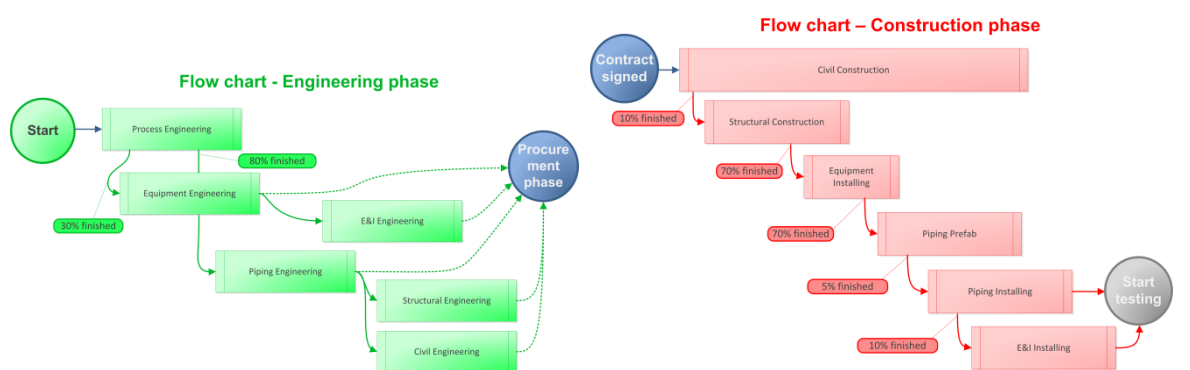 Flow chart - Engineering phase
Start
Process Engineering
80% finished
Equipment Engineering
30% finished
E&I Engineering
Piping Engineering
Structural Engineering
Civil Engineering
Procure
ment
phase
Flow chart – Construction phase
Contract
signed
Civil Construction
10% finished
Structural Construction
70% finished
Equipment
Installing
70% finished
Piping Prefab
5% finished
Piping Installing
10% finished
E&I Installing
Start
testing